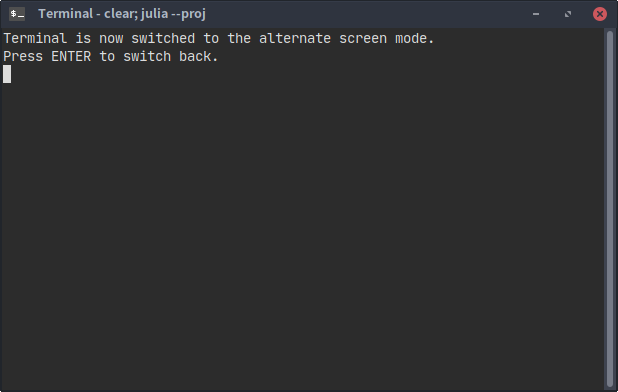 $_ Terminal - clear; julia --proj
Terminal is now switched to the alternate screen mode.
Press ENTER to switch back.